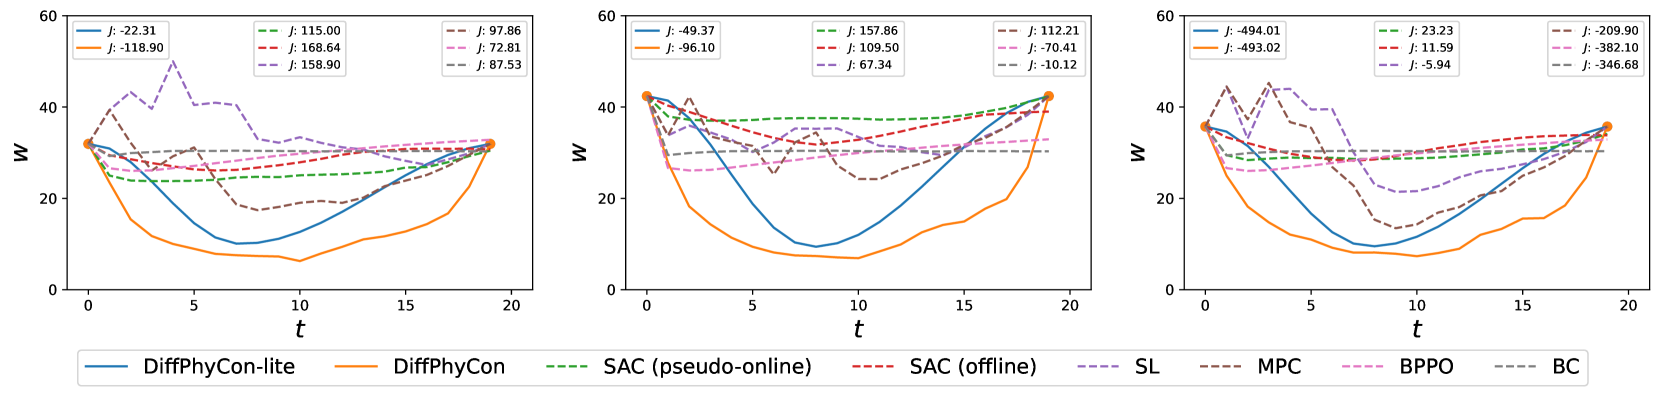 60
40
20
0
w
0 5 10 15 20
t
J: -22.31
J: -118.90
J: 115.00
J: 168.64
J: 158.90
J: 97.86
J: 72.81
J: 87.53
60
40
20
0
w
0 5 10 15 20
t
J: -49.37
J: -96.10
J: 157.86
J: 109.50
J: 67.34
J: 112.21
J: -70.41
J: -10.12
60
40
20
0
w
0 5 10 15 20
t
J: -494.01
J: -493.02
J: 23.23
J: 11.59
J: -5.94
J: -209.90
J: -382.10
J: -346.68
DiffPhyCon-lite DiffPhyCon SAC (pseudo-online) SAC (offline) SL MPC BPPO BC